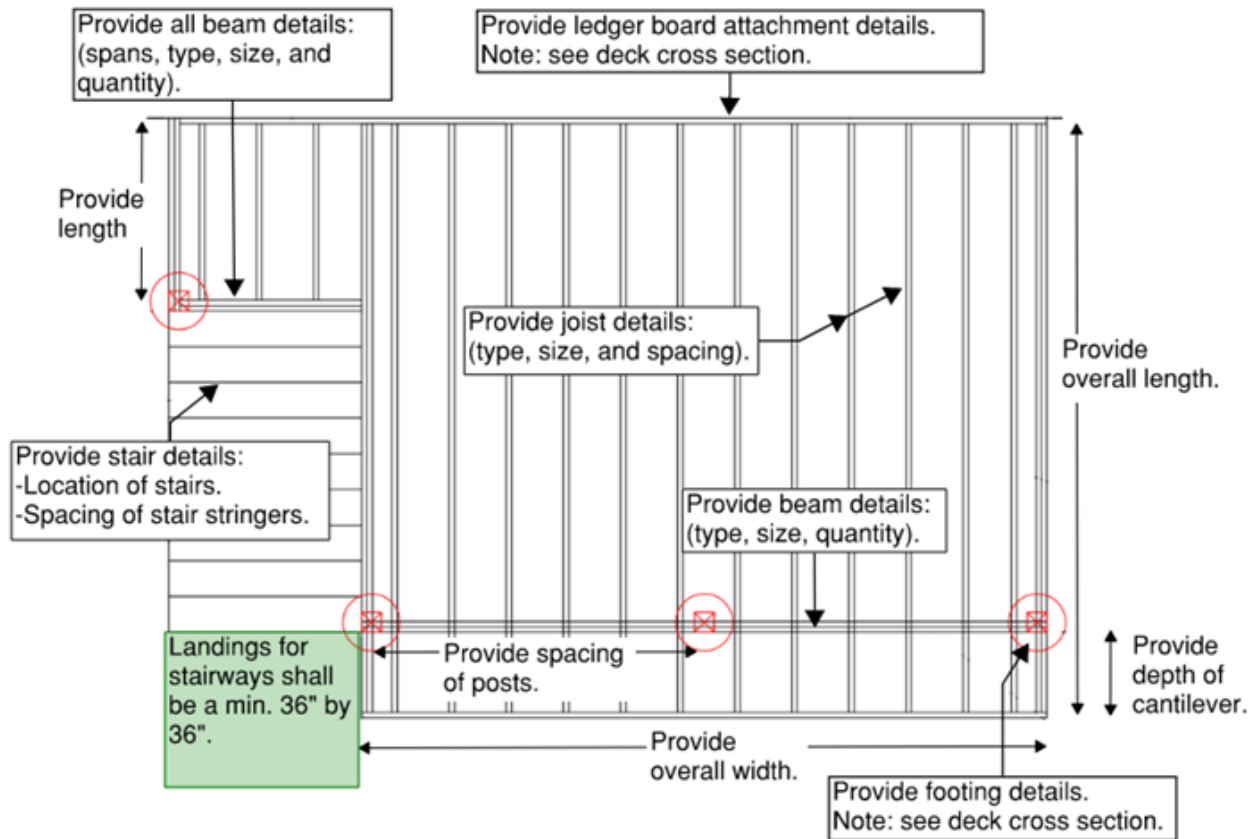 Provide all beam details:
(spans, type, size, and
quantity).
Provide ledger board attachment details.
Note: see deck cross section.
Provide
length
Provide joist details:
(type, size, and spacing).
Provide
overall length.
Provide stair details:
-Location of stairs.
-Spacing of stair stringers.
Provide beam details:
(type, size, quantity).
Landings for
stairways shall
be a min. 36" by
36".
Provide spacing
of posts.
Provide
depth of
cantilever.
Provide
overall width.
Provide footing details.
Note: see deck cross section.